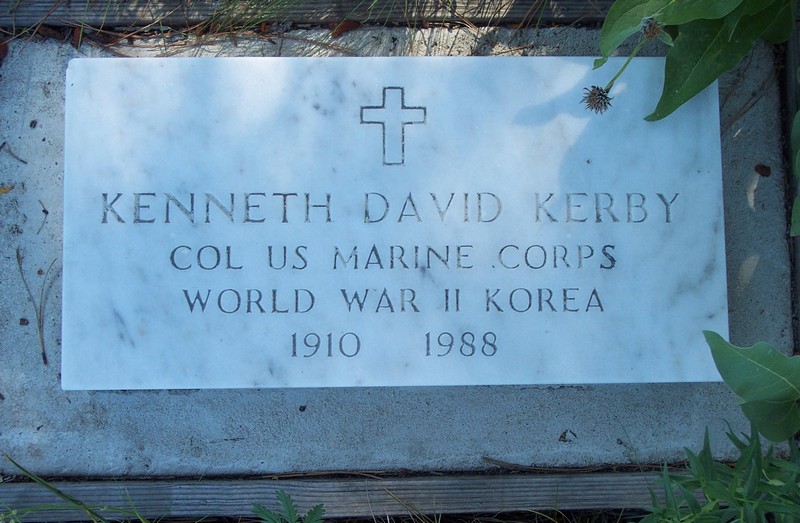 KENNETH DAVID KERBY
COL US MARINE CORPS
WORLD WAR II KOREA
1910 1988